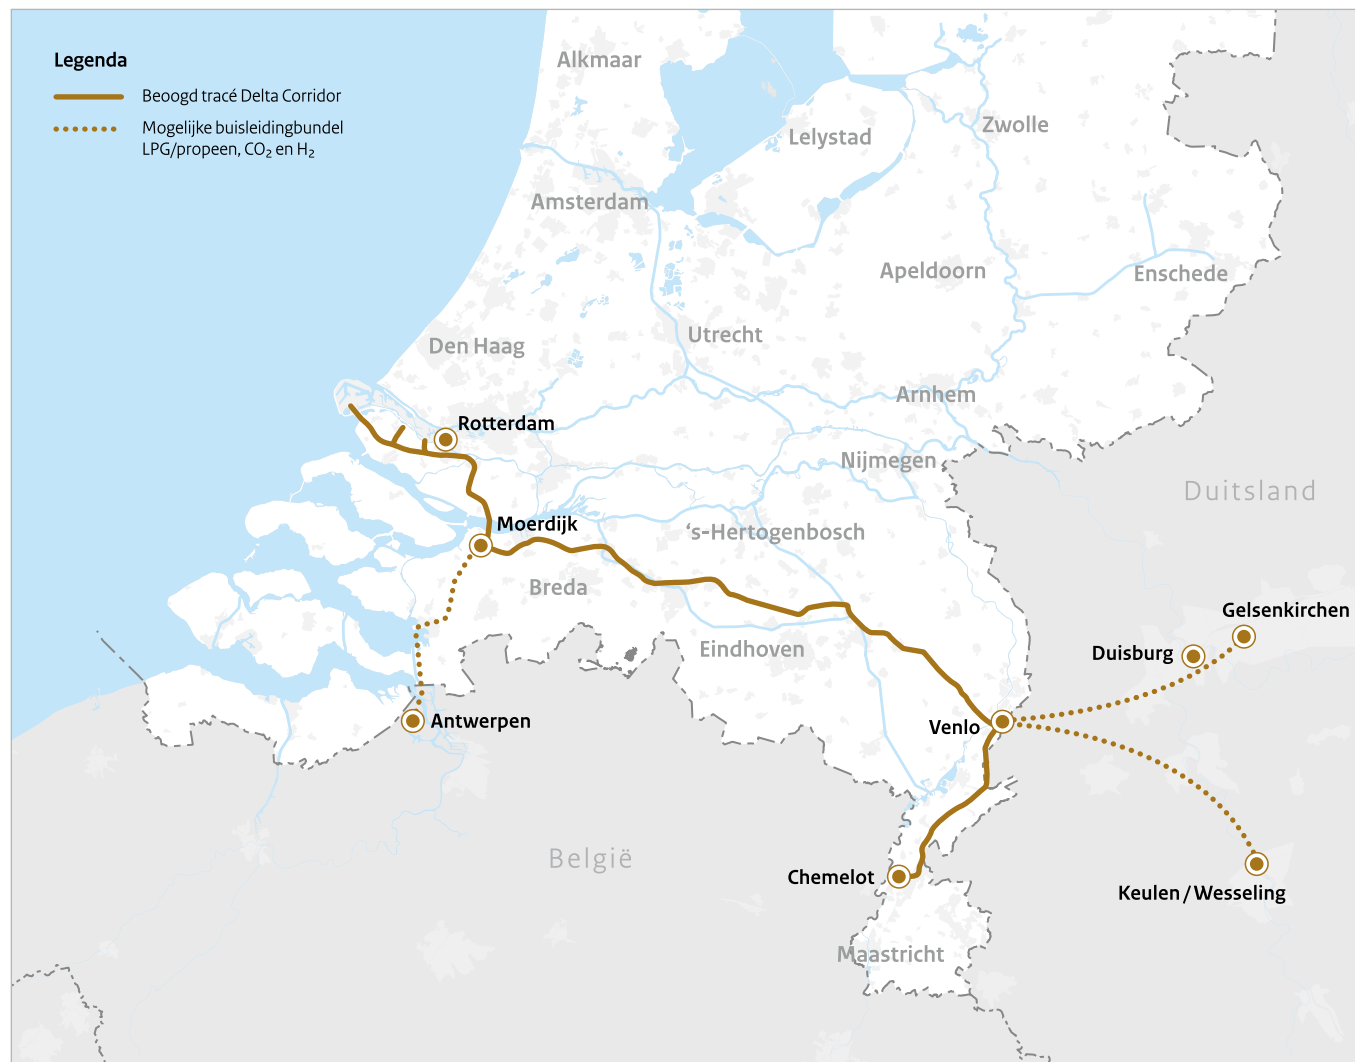 Legenda
Beoogd tracé Delta Corridor
Mogelijke buisleidingbundel
LPG/propeen, CO₂ en H₂
Alkmaar
Lelystad
Zwolle
Amsterdam
Apeldoorn
Enschede
Utrecht
Den Haag
Arnhem
Rotterdam
Nijmegen
Duitsland
Moerdijk
‘s-Hertogenbosch
Breda
Gelsenkirchen
Eindhoven
Duisburg
Antwerpen
Venlo
België
Chemelot
Keulen / Wesseling
Maastricht